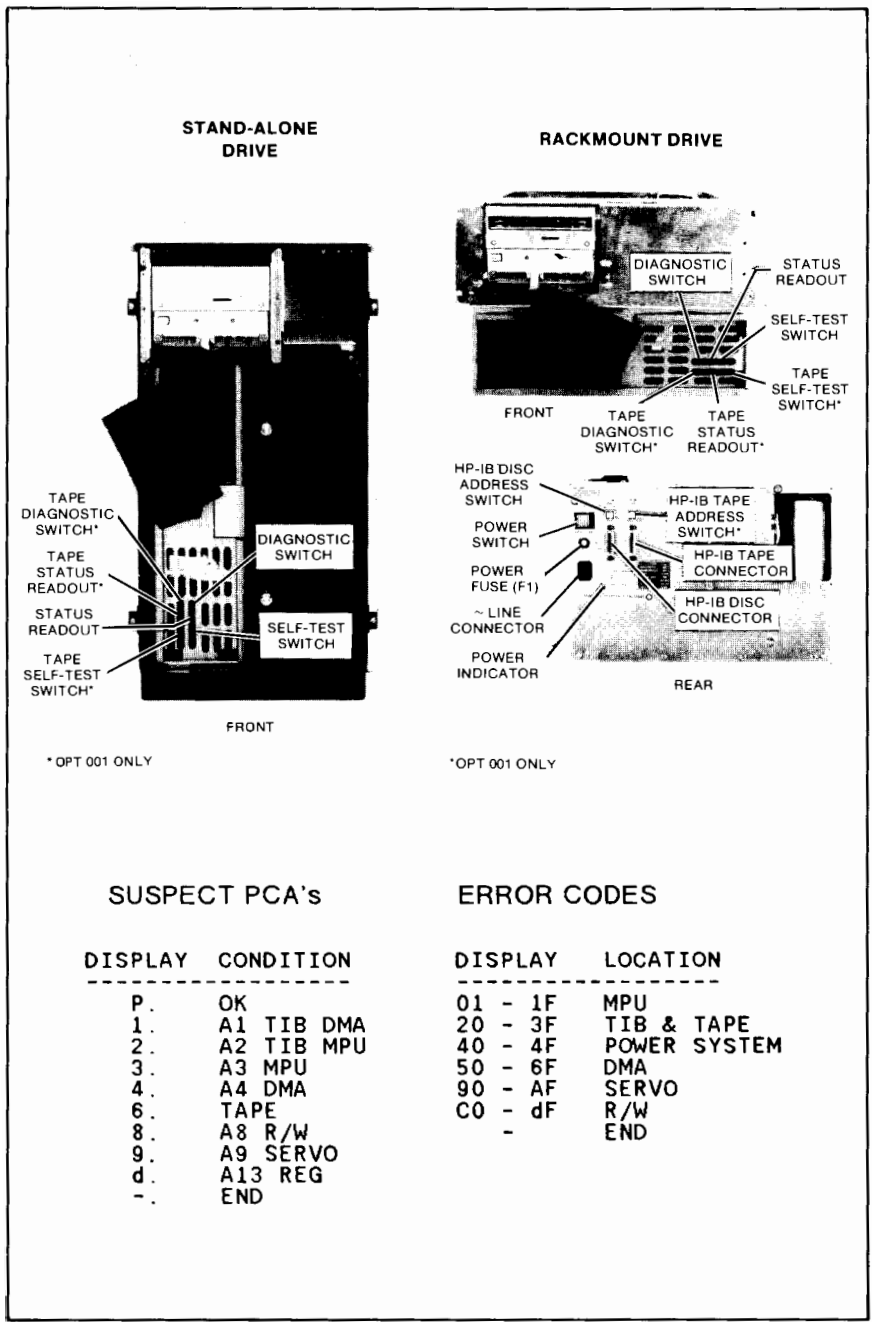 STAND-ALONE
DRIVE
RACKMOUNT DRIVE
DIAGNOSTIC
SWITCH
STATUS
READOUT
SELF-TEST
SWITCH
TAPE
SELF-TEST
SWITCH*
FRONT
TAPE
DIAGNOSTIC
SWITCH*
TAPE
STATUS
READOUT*
HP-IB DISC
ADDRESS
SWITCH
HP-IB TAPE
ADDRESS
SWITCH*
POWER
SWITCH
HP-IB TAPE
CONNECTOR
POWER
FUSE (F1)
HP-IB DISC
CONNECTOR
~ LINE
CONNECTOR
POWER
INDICATOR
REAR
TAPE
DIAGNOSTIC
SWITCH*
DIAGNOSTIC
SWITCH
TAPE
STATUS
READOUT*
STATUS
READOUT
SELF-TEST
SWITCH
TAPE
SELF-TEST
SWITCH*
FRONT
* OPT 001 ONLY
*OPT 001 ONLY
SUSPECT PCA's
DISPLAY CONDITION
-------------------
P. OK
1. A1 TIB DMA
2. A2 TIB MPU
3. A3 MPU
4. A4 DMA
6. TAPE
8. A8 R/W
9. A9 SERVO
d. A13 REG
-. END
ERROR CODES
DISPLAY LOCATION
-------------------
01 - 1F MPU
20 - 3F TIB & TAPE
40 - 4F POWER SYSTEM
50 - 6F DMA
90 - AF SERVO
C0 - dF R/W
- END